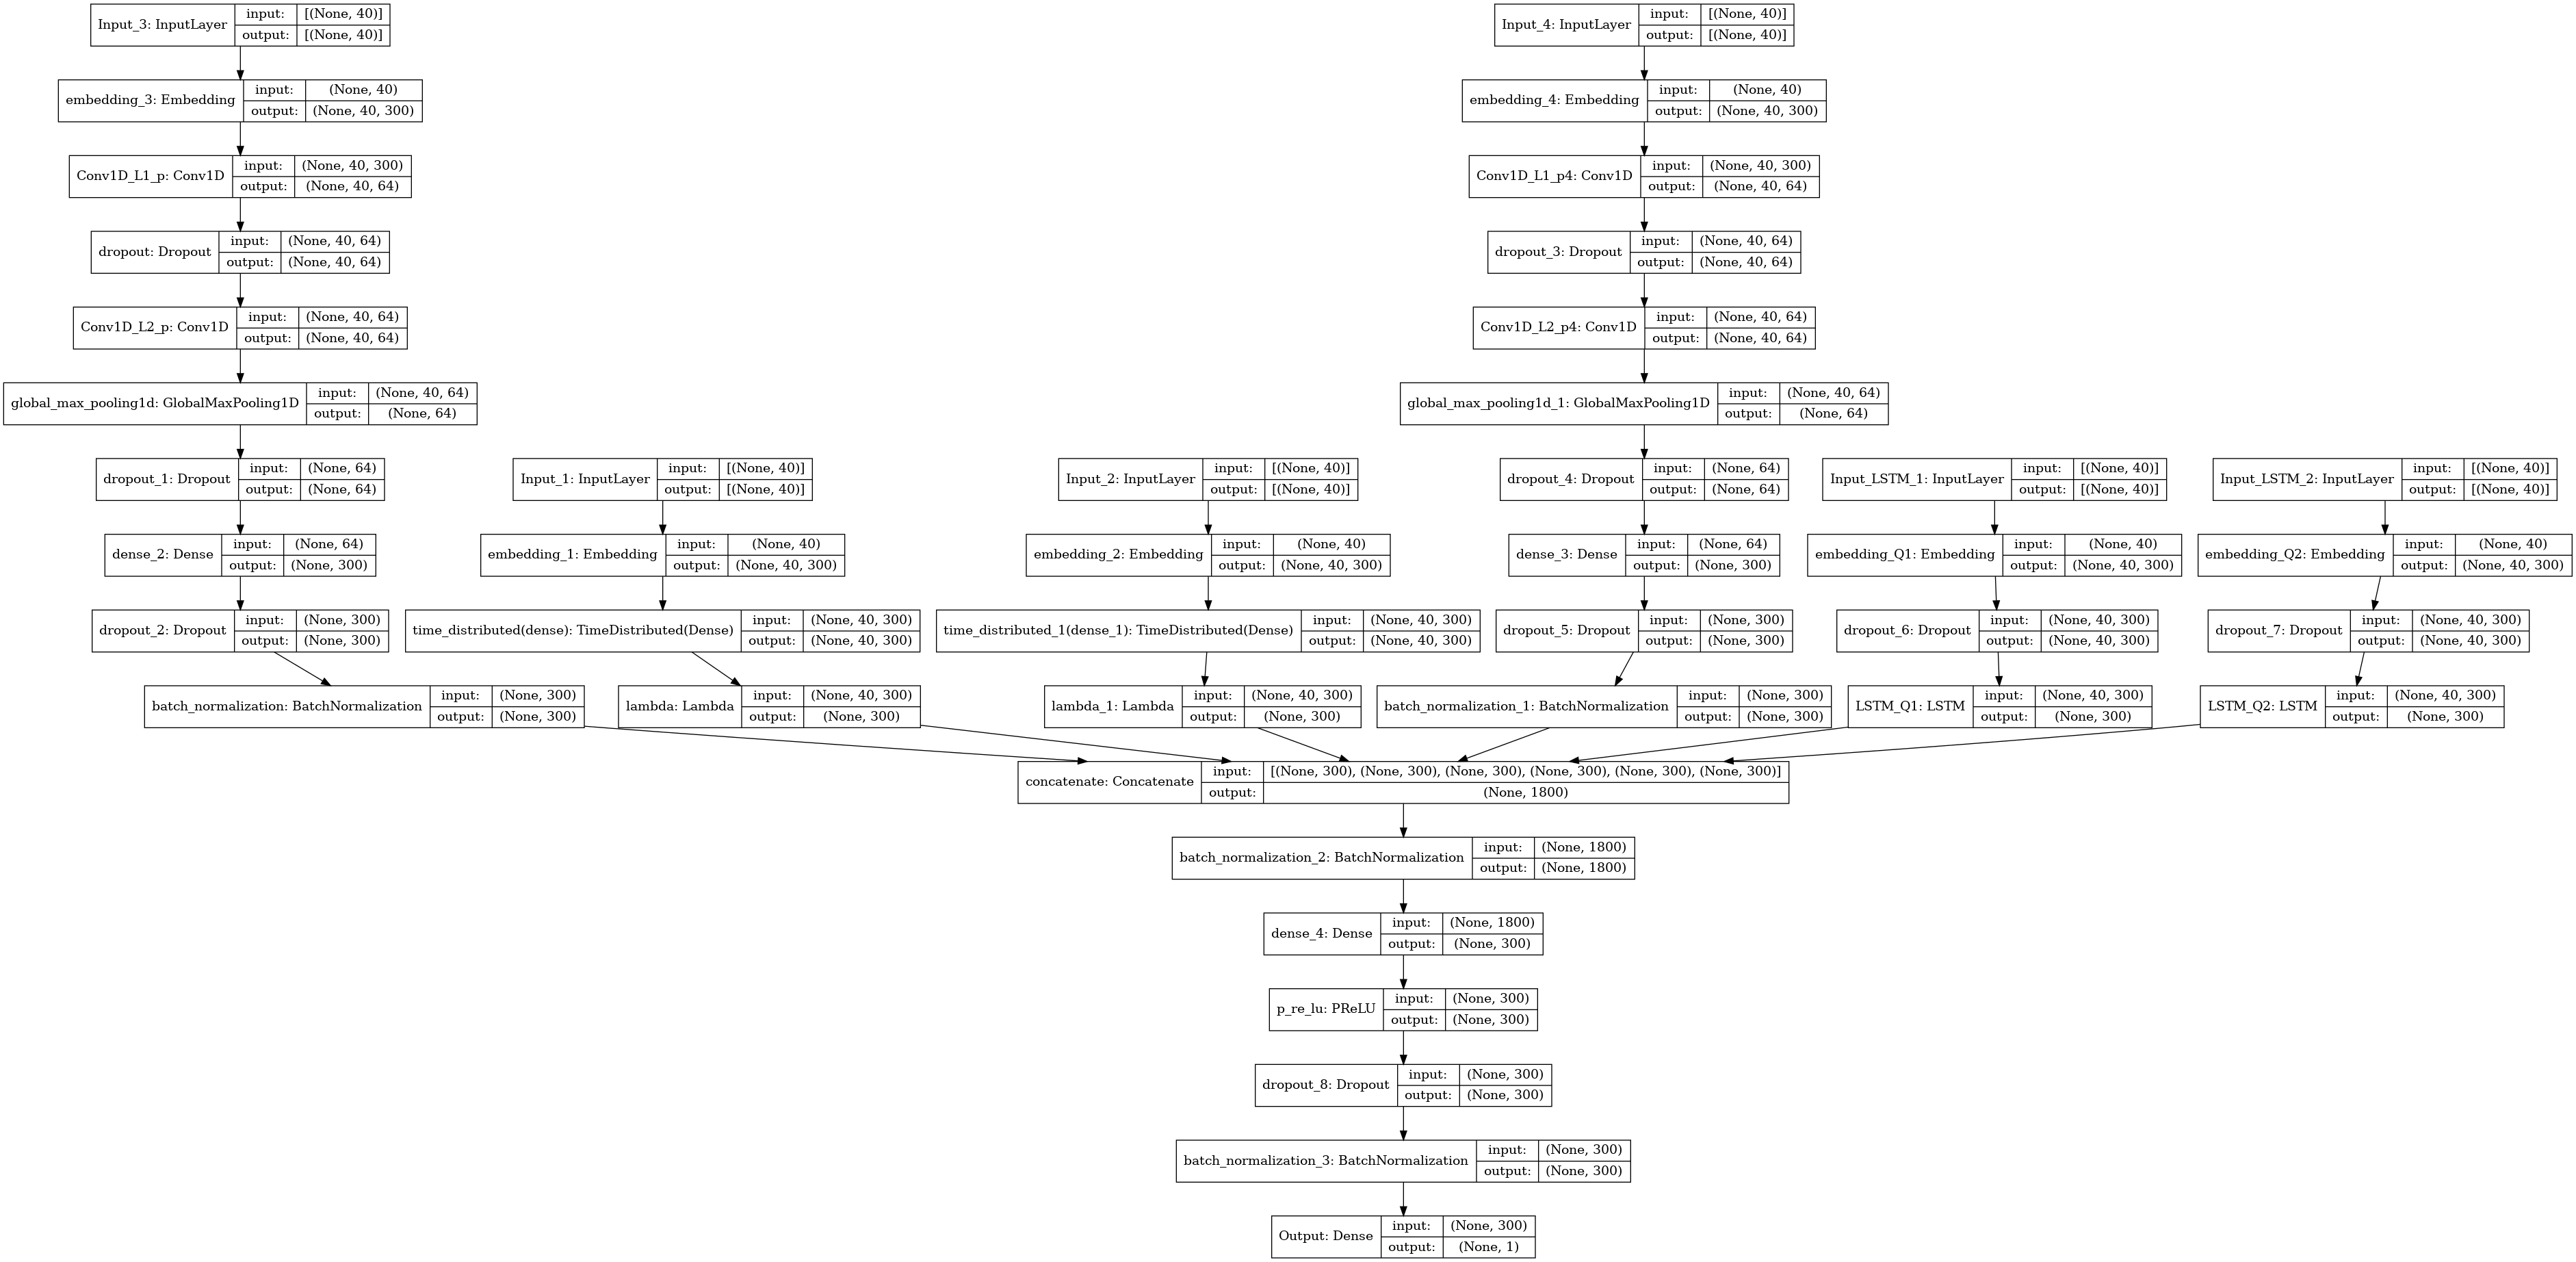 Input_3: InputLayer input: [(None, 40)] output: [(None, 40)]
Input_4: InputLayer input: [(None, 40)] output: [(None, 40)]
embedding_3: Embedding input: (None, 40) output: (None, 40, 300)
embedding_4: Embedding input: (None, 40) output: (None, 40, 300)
Conv1D_L1_p: Conv1D input: (None, 40, 300) output: (None, 40, 64)
Conv1D_L1_p4: Conv1D input: (None, 40, 300) output: (None, 40, 64)
dropout: Dropout input: (None, 40, 64) output: (None, 40, 64)
dropout_3: Dropout input: (None, 40, 64) output: (None, 40, 64)
Conv1D_L2_p: Conv1D input: (None, 40, 64) output: (None, 40, 64)
Conv1D_L2_p4: Conv1D input: (None, 40, 64) output: (None, 40, 64)
global_max_pooling1d: GlobalMaxPooling1D input: (None, 40, 64) output: (None, 64)
global_max_pooling1d_1: GlobalMaxPooling1D input: (None, 40, 64) output: (None, 64)
dropout_1: Dropout input: (None, 64) output: (None, 64)
Input_1: InputLayer input: [(None, 40)] output: [(None, 40)]
Input_2: InputLayer input: [(None, 40)] output: [(None, 40)]
dropout_4: Dropout input: (None, 64) output: (None, 64)
Input_LSTM_1: InputLayer input: [(None, 40)] output: [(None, 40)]
Input_LSTM_2: InputLayer input: [(None, 40)] output: [(None, 40)]
dense_2: Dense input: (None, 64) output: (None, 300)
embedding_1: Embedding input: (None, 40) output: (None, 40, 300)
embedding_2: Embedding input: (None, 40) output: (None, 40, 300)
dense_3: Dense input: (None, 64) output: (None, 300)
embedding_Q1: Embedding input: (None, 40) output: (None, 40, 300)
embedding_Q2: Embedding input: (None, 40) output: (None, 40, 300)
dropout_2: Dropout input: (None, 300) output: (None, 300)
time_distributed(dense): TimeDistributed(Dense) input: (None, 40, 300) output: (None, 40, 300)
time_distributed_1(dense_1): TimeDistributed(Dense) input: (None, 40, 300) output: (None, 40, 300)
dropout_5: Dropout input: (None, 300) output: (None, 300)
dropout_6: Dropout input: (None, 40, 300) output: (None, 40, 300)
dropout_7: Dropout input: (None, 40, 300) output: (None, 40, 300)
batch_normalization: BatchNormalization input: (None, 300) output: (None, 300)
lambda: Lambda input: (None, 40, 300) output: (None, 300)
lambda_1: Lambda input: (None, 40, 300) output: (None, 300)
batch_normalization_1: BatchNormalization input: (None, 300) output: (None, 300)
LSTM_Q1: LSTM input: (None, 40, 300) output: (None, 300)
LSTM_Q2: LSTM input: (None, 40, 300) output: (None, 300)
concatenate: Concatenate input: [(None, 300), (None, 300), (None, 300), (None, 300), (None, 300), (None, 300)] output: (None, 1800)
batch_normalization_2: BatchNormalization input: (None, 1800) output: (None, 1800)
dense_4: Dense input: (None, 1800) output: (None, 300)
p_re_lu: PReLU input: (None, 300) output: (None, 300)
dropout_8: Dropout input: (None, 300) output: (None, 300)
batch_normalization_3: BatchNormalization input: (None, 300) output: (None, 300)
Output: Dense input: (None, 300) output: (None, 1)